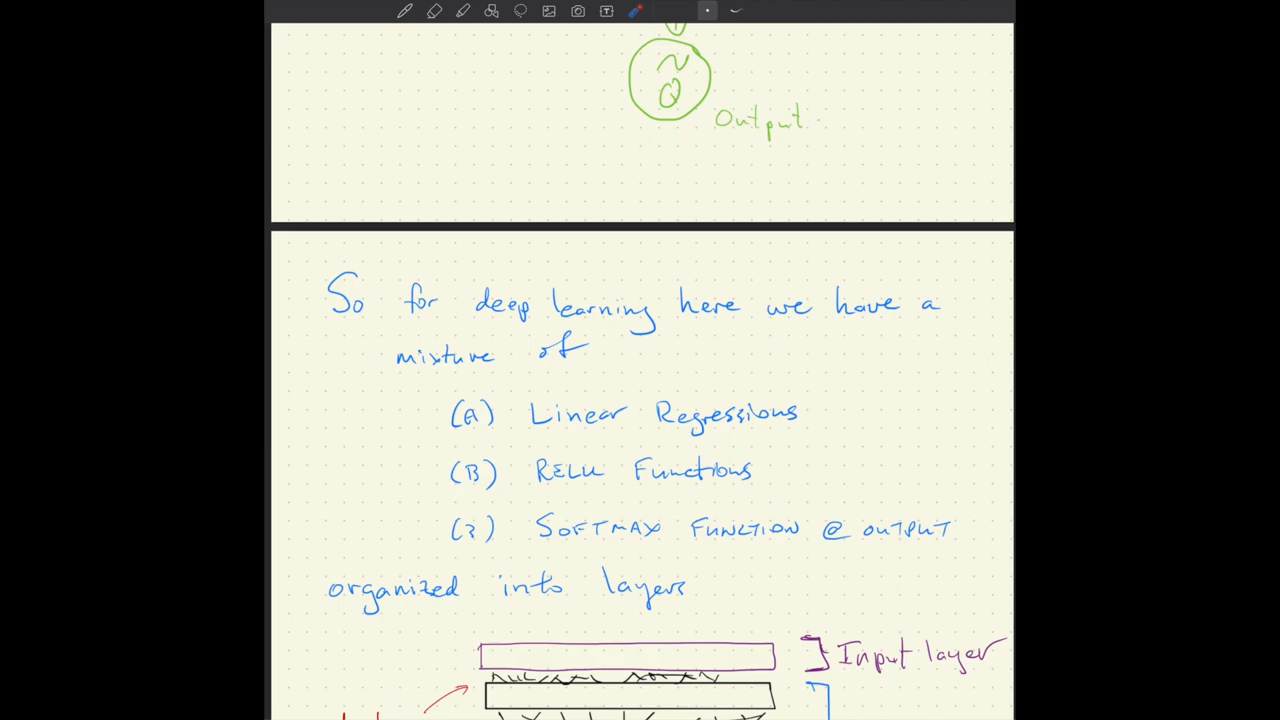 ~
Q
Output
So for deep learning here we have a
mixture of
(A) Linear Regressions
(B) RELU Functions
(3) SOFTMAX FUNCTION @ OUTPUT
organized into layers
Input layer